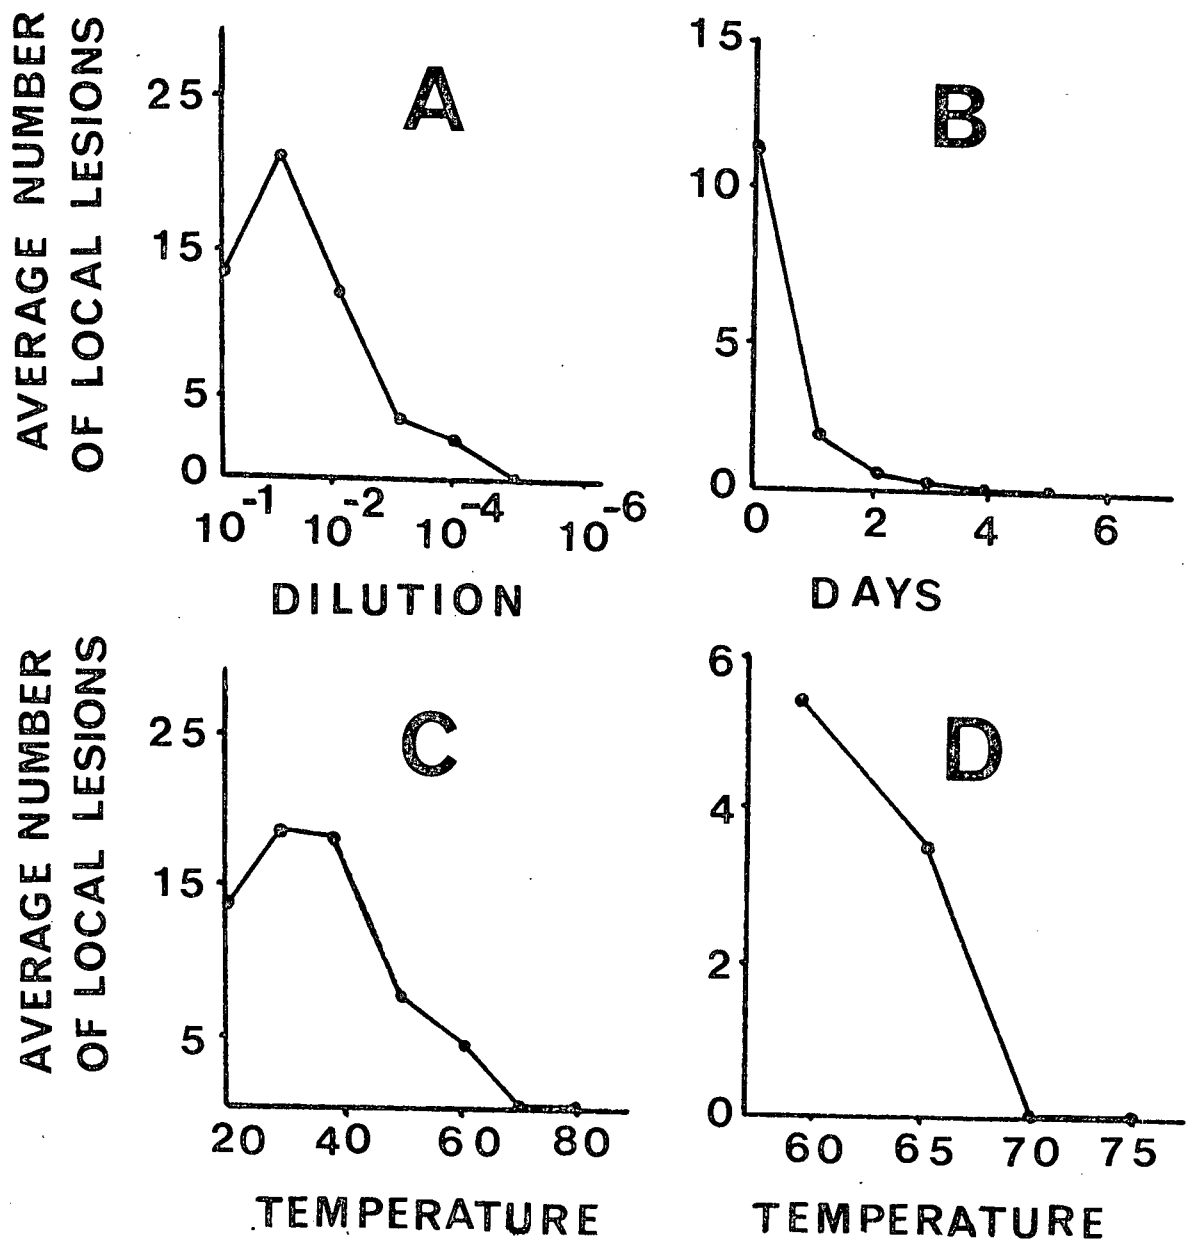 AVERAGE NUMBER
OF LOCAL LESIONS
A
25
15
5
0
10-1 10-2 10-4 10-6
DILUTION
B
15
10
5
0
0 2 4 6
DAYS
AVERAGE NUMBER
OF LOCAL LESIONS
C
25
15
5
20 40 60 80
TEMPERATURE
D
6
4
2
0
60 65 70 75
TEMPERATURE